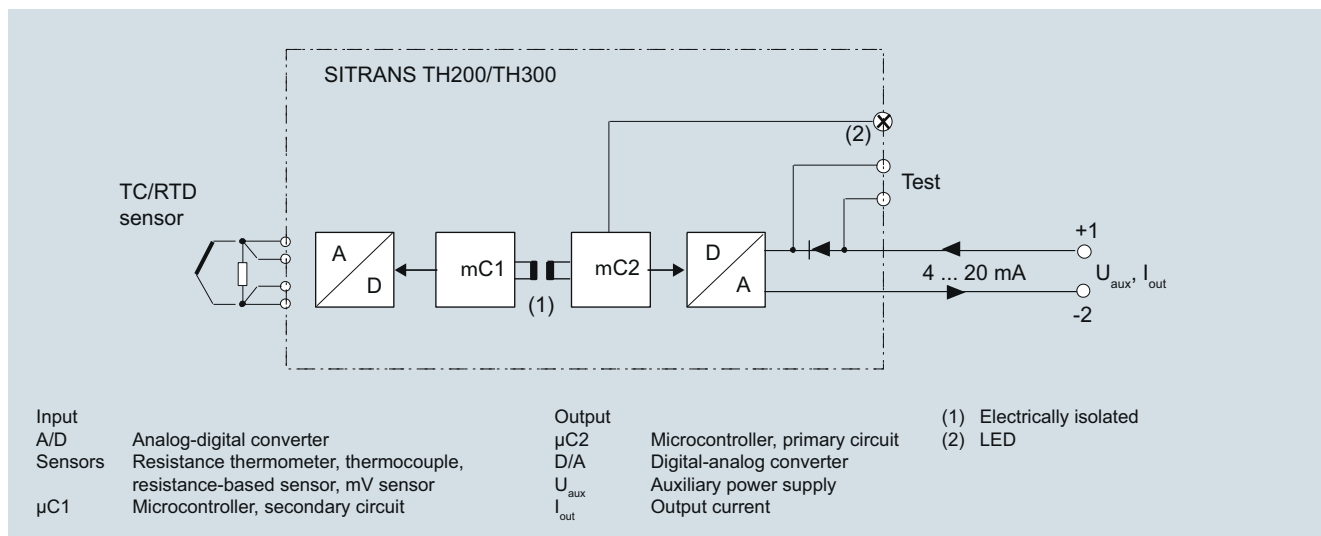 SITRANS TH200/TH300
(2)
Test
TC/RTD
sensor
A
D
mC1
(1)
mC2
D
A
+1
4 ... 20 mA
Uaux, Iout
-2
Input
A/D Analog-digital converter
Sensors Resistance thermometer, thermocouple,
resistance-based sensor, mV sensor
µC1 Microcontroller, secondary circuit
Output
µC2 Microcontroller, primary circuit
D/A Digital-analog converter
Uaux Auxiliary power supply
Iout Output current
(1) Electrically isolated
(2) LED